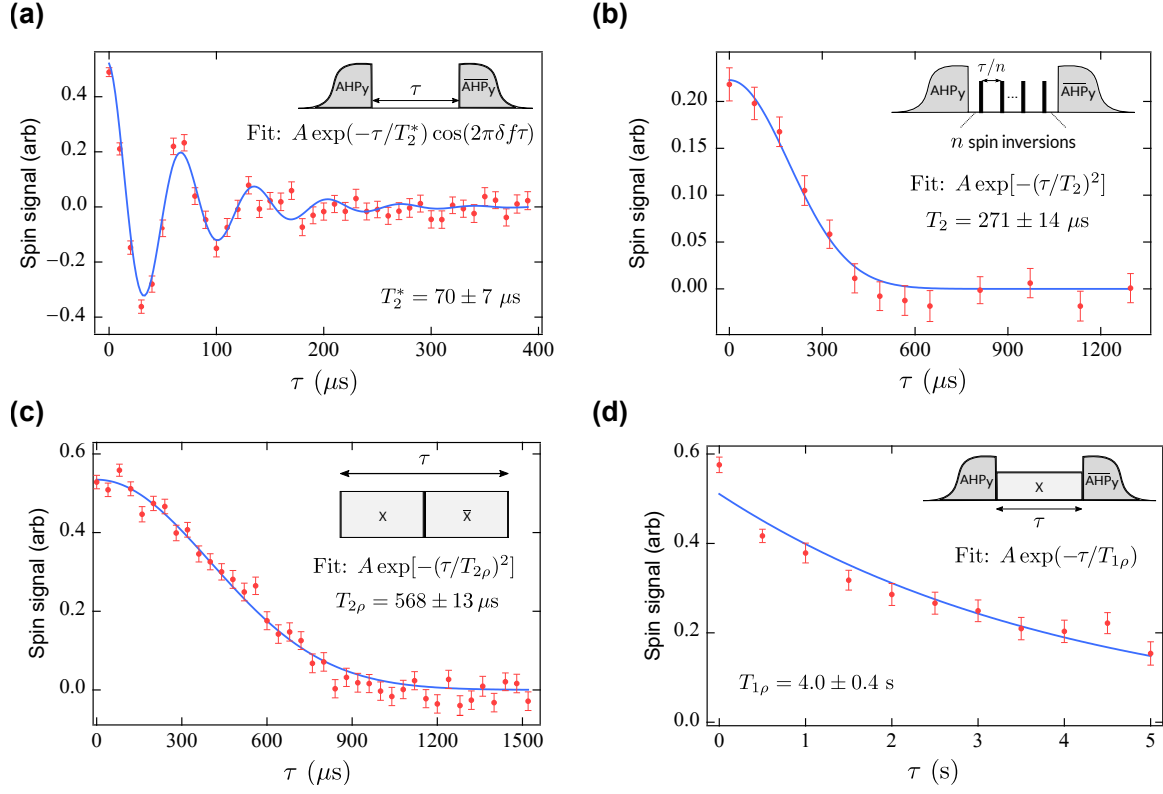 (a)
Spin signal (arb)
0.4
0.2
0.0
−0.2
−0.4
0
100
200
300
400
τ (μs)
AHPy
τ
A̅H̅P̅y
Fit: A exp(−τ/T₂*) cos(2πδfτ)
T₂* = 70 ± 7 μs
(b)
Spin signal (arb)
0.20
0.15
0.10
0.05
0.00
0
300
600
900
1200
τ (μs)
AHPy
τ/n
...
A̅H̅P̅y
n spin inversions
Fit: A exp[−(τ/T₂)²]
T₂ = 271 ± 14 μs
(c)
Spin signal (arb)
0.6
0.4
0.2
0.0
0
300
600
900
1200
1500
τ (μs)
τ
X
X̅
Fit: A exp[−(τ/T₂ᵨ)²]
T₂ᵨ = 568 ± 13 μs
(d)
Spin signal (arb)
0.6
0.4
0.2
0.0
0
1
2
3
4
5
τ (s)
AHPy
X
A̅H̅P̅y
τ
Fit: A exp(−τ/T₁ᵨ)
T₁ᵨ = 4.0 ± 0.4 s